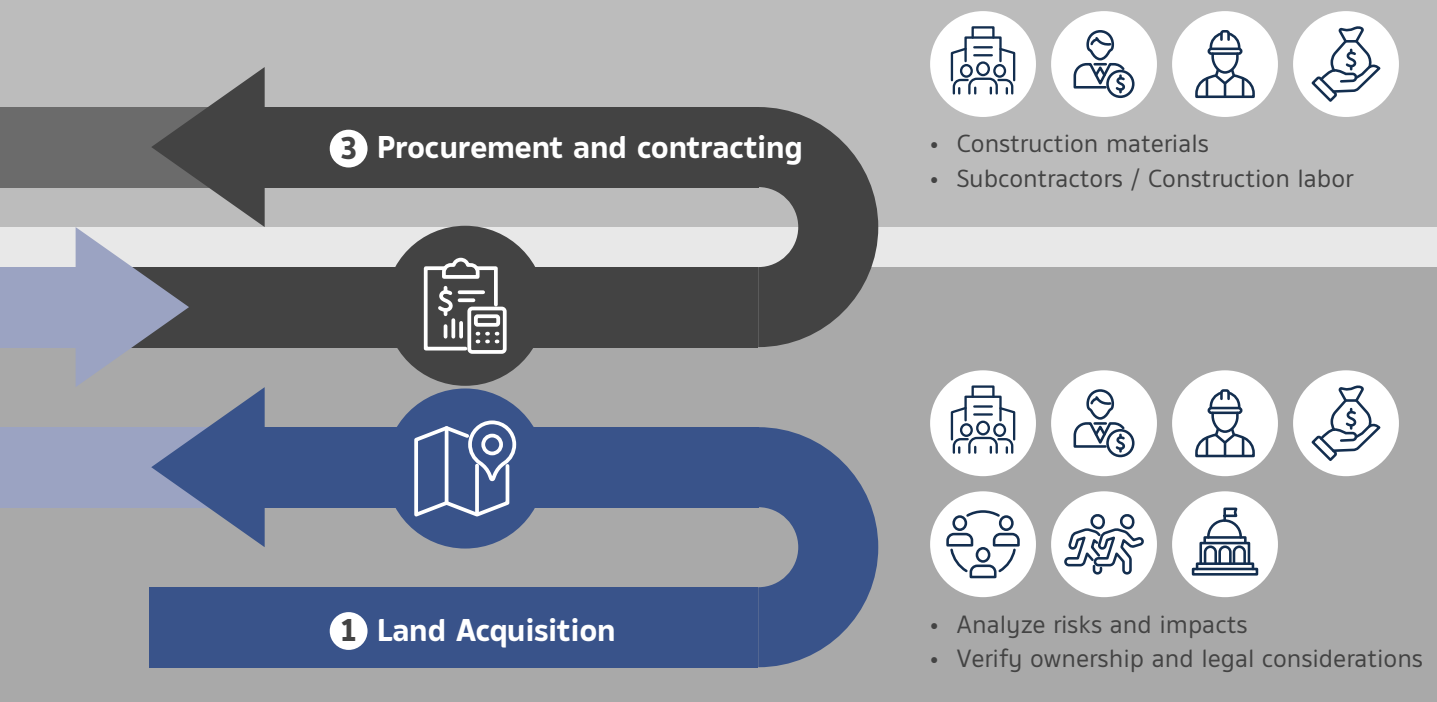 3 Procurement and contracting
• Construction materials
• Subcontractors / Construction labor
$
1 Land Acquisition
• Analyze risks and impacts
• Verify ownership and legal considerations